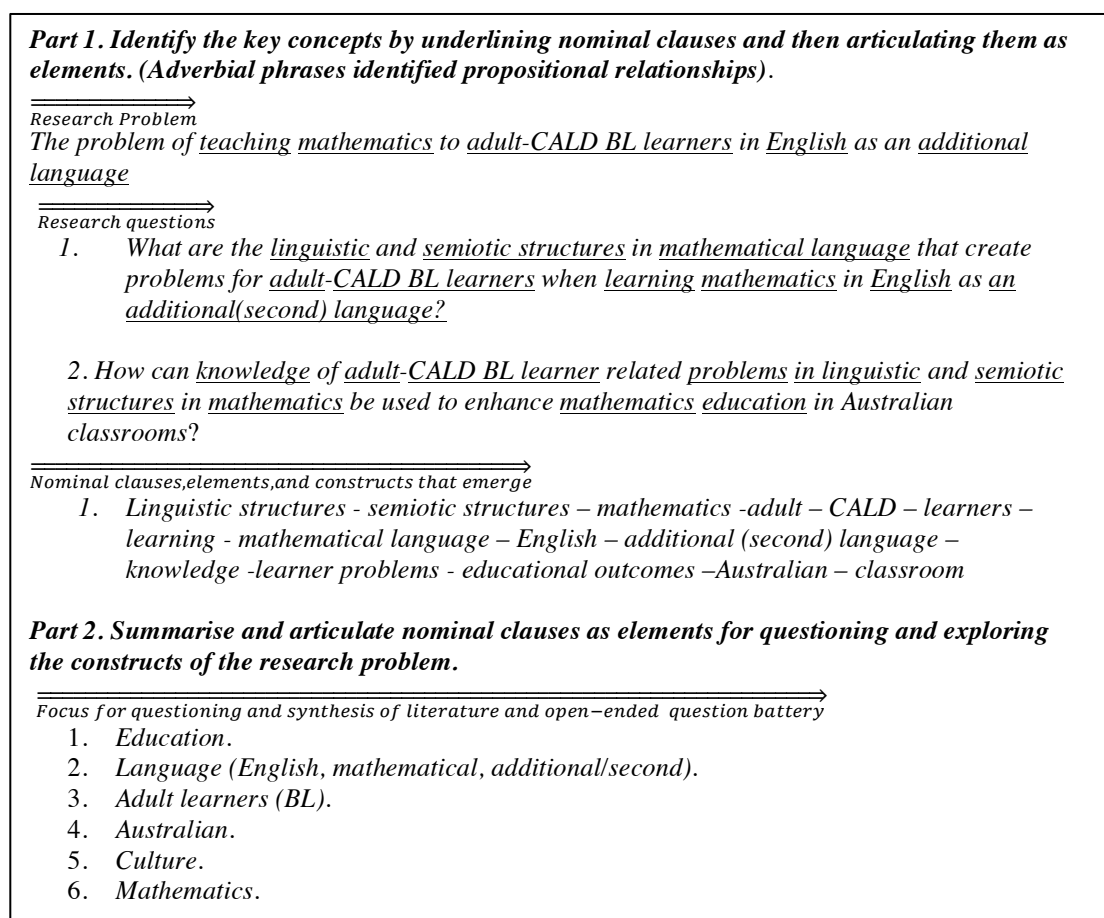 Part 1. Identify the key concepts by underlining nominal clauses and then articulating them as
elements. (Adverbial phrases identified propositional relationships).
Research Problem
The problem of teaching mathematics to adult-CALD BL learners in English as an additional
language
Research questions
1. What are the linguistic and semiotic structures in mathematical language that create
problems for adult-CALD BL learners when learning mathematics in English as an
additional(second) language?
2. How can knowledge of adult-CALD BL learner related problems in linguistic and semiotic
structures in mathematics be used to enhance mathematics education in Australian
classrooms?
Nominal clauses,elements,and constructs that emerge
1. Linguistic structures - semiotic structures – mathematics -adult – CALD – learners –
learning - mathematical language – English – additional (second) language –
knowledge -learner problems - educational outcomes –Australian – classroom
Part 2. Summarise and articulate nominal clauses as elements for questioning and exploring
the constructs of the research problem.
Focus for questioning and synthesis of literature and open−ended question battery
1. Education.
2. Language (English, mathematical, additional/second).
3. Adult learners (BL).
4. Australian.
5. Culture.
6. Mathematics.